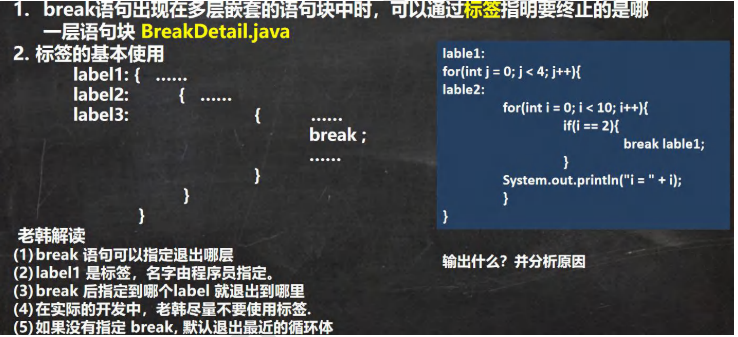 1. break语句出现在多层嵌套的语句块中时，可以通过标签指明要终止的是哪
一层语句块 BreakDetail.java
2. 标签的基本使用
label1: { ……
label2: { ……
label3: { ……
break ;
……
}
}
}
老韩解读
(1)break 语句可以指定退出哪层
(2)label1 是标签，名字由程序员指定。
(3)break 后指定到哪个label 就退出到哪里
(4)在实际的开发中，老韩尽量不要使用标签.
(5)如果没有指定 break, 默认退出最近的循环体
lable1:
for(int j = 0; j < 4; j++){
lable2:
for(int i = 0; i < 10; i++){
if(i == 2){
break lable1;
}
System.out.println("i = " + i);
}
}
输出什么？并分析原因